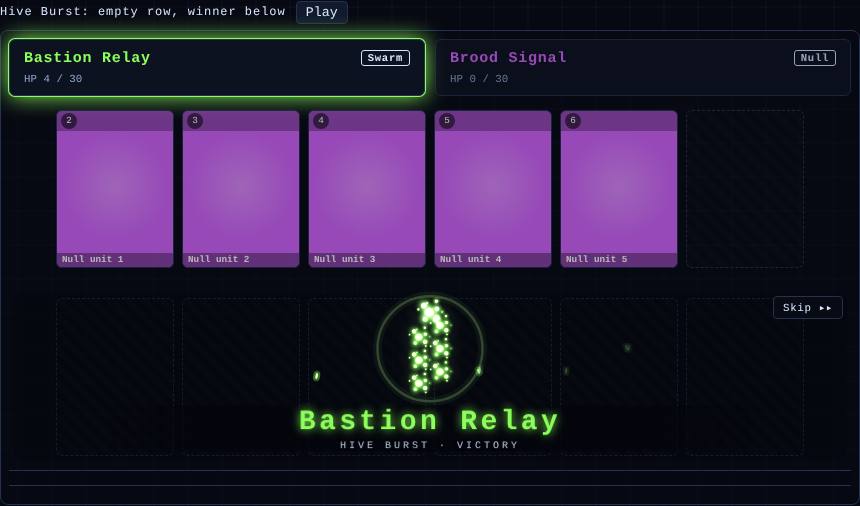 Hive Burst: empty row, winner below Play
Bastion Relay Swarm
HP 4 / 30
Brood Signal Null
HP 0 / 30
2 3 4 5 6
Null unit 1 Null unit 2 Null unit 3 Null unit 4 Null unit 5
Skip ▸▸
Bastion Relay
HIVE BURST · VICTORY